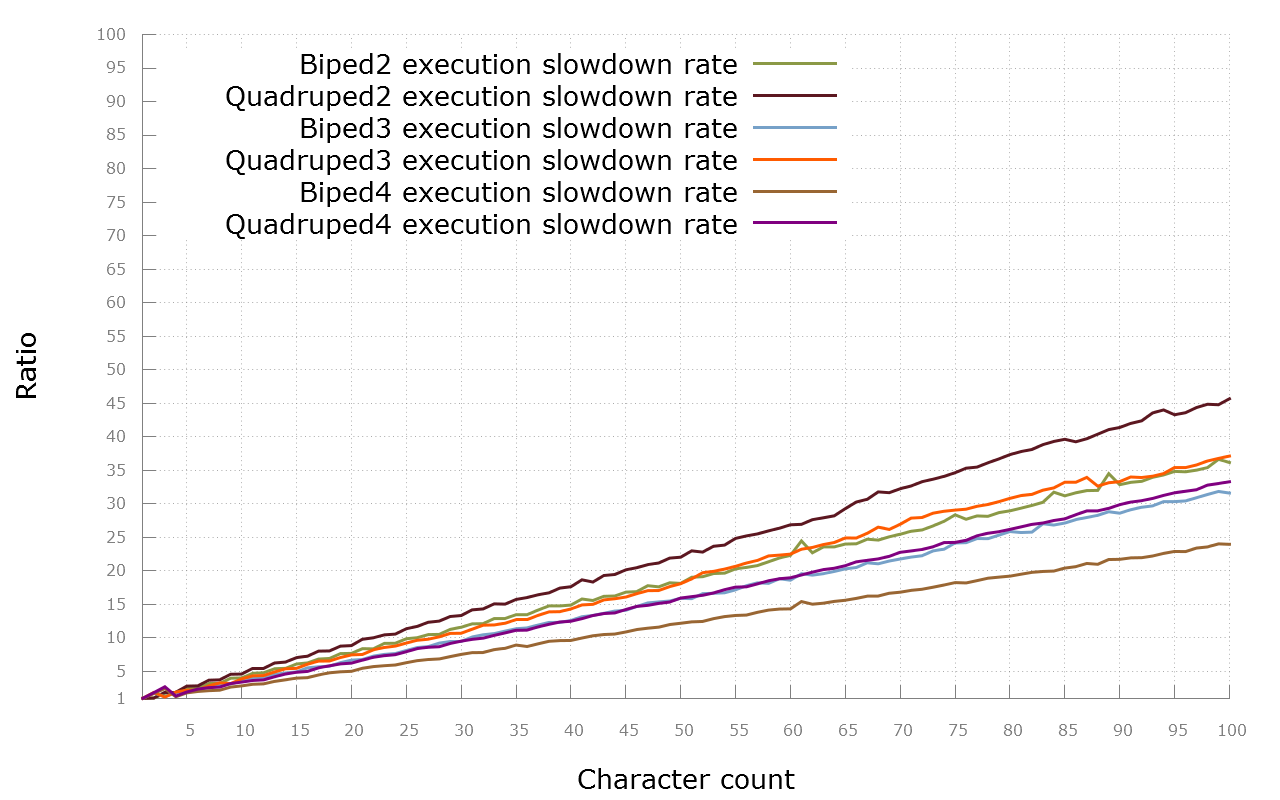 100
95
90
85
80
75
70
65
60
55
50
45
40
35
30
25
20
15
10
5
1
Ratio
Biped2 execution slowdown rate
Quadruped2 execution slowdown rate
Biped3 execution slowdown rate
Quadruped3 execution slowdown rate
Biped4 execution slowdown rate
Quadruped4 execution slowdown rate
5 10 15 20 25 30 35 40 45 50 55 60 65 70 75 80 85 90 95 100
Character count